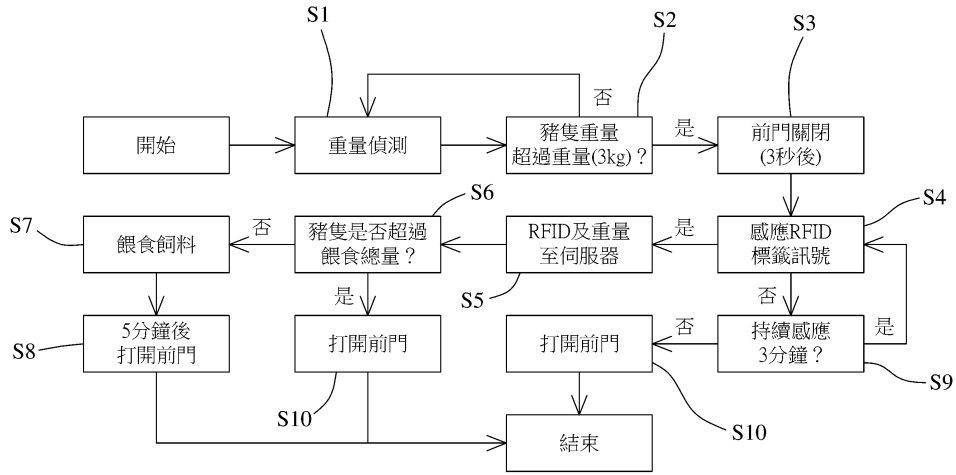 S1
S2
S3
否
開始
重量偵測
豬隻重量
超過重量(3kg)？
是
前門關閉
(3秒後)
S7
S6
S4
餵食飼料
否
豬隻是否超過
餵食總量？
RFID及重量
至伺服器
是
感應RFID
標籤訊號
S5
是
否
S8
5分鐘後
打開前門
打開前門
打開前門
否
持續感應
3分鐘？
是
S9
S10
S10
結束